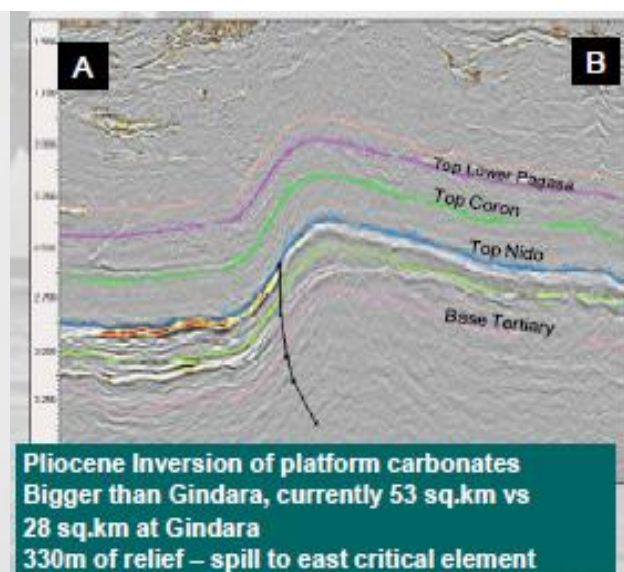 A
B
Top Lower Pagasa
Top Coron
Top Nido
Base Tertiary
Pliocene Inversion of platform carbonates
Bigger than Gindara, currently 53 sq.km vs
28 sq.km at Gindara
330m of relief – spill to east critical element